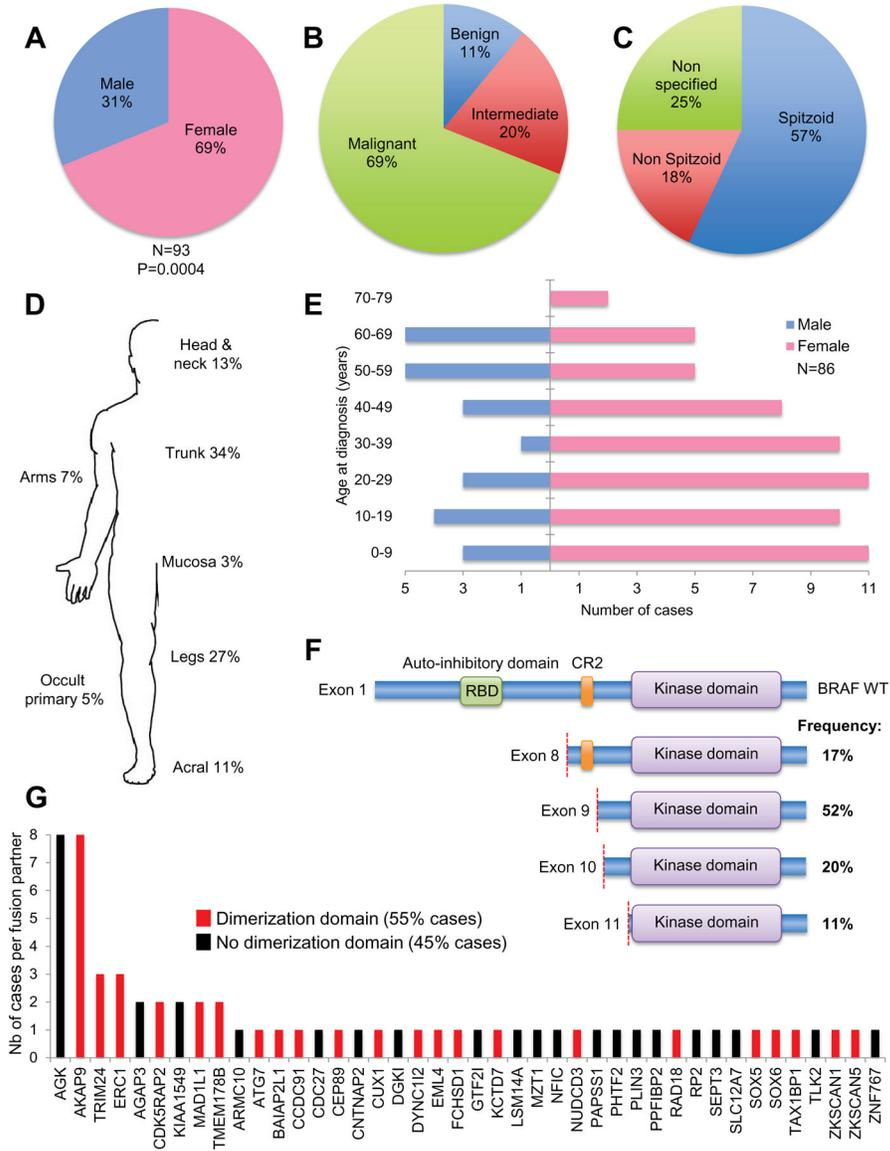 A
Male
31%
Female
69%
N=93
P=0.0004
B
Benign
11%
Intermediate
20%
Malignant
69%
C
Non
specified
25%
Spitzoid
57%
Non Spitzoid
18%
D
Head &
neck 13%
Trunk 34%
Arms 7%
Mucosa 3%
Legs 27%
Occult
primary 5%
Acral 11%
E
Age at diagnosis (years)
70-79
60-69
50-59
40-49
30-39
20-29
10-19
0-9
5 3 1 1 3 5 7 9 11
Number of cases
Male
Female
N=86
F
Auto-inhibitory domain CR2
Exon 1 RBD Kinase domain BRAF WT
Frequency:
Exon 8 Kinase domain 17%
Exon 9 Kinase domain 52%
Exon 10 Kinase domain 20%
Exon 11 Kinase domain 11%
G
Nb of cases per fusion partner
8
7
6
5
4
3
2
1
0
Dimerization domain (55% cases)
No dimerization domain (45% cases)
AGK
AKAP9
TRIM24
ERC1
AGAP3
CDK5RAP2
KIAA1549
MAD1L1
TMEM178B
ARMC10
ATG7
BAIAP2L1
CCDC91
CDC27
CEP89
CNTNAP2
CUX1
DGKI
DYNC1I2
EML4
FCHSD1
GTF2I
KCTD7
LSM14A
MZT1
NFIC
NUDCD3
PAPSS1
PHTF2
PLIN3
PPFIBP2
RAD18
RP2
SEPT3
SLC12A7
SOX5
SOX6
TAX1BP1
TLK2
ZKSCAN1
ZKSCAN5
ZNF767